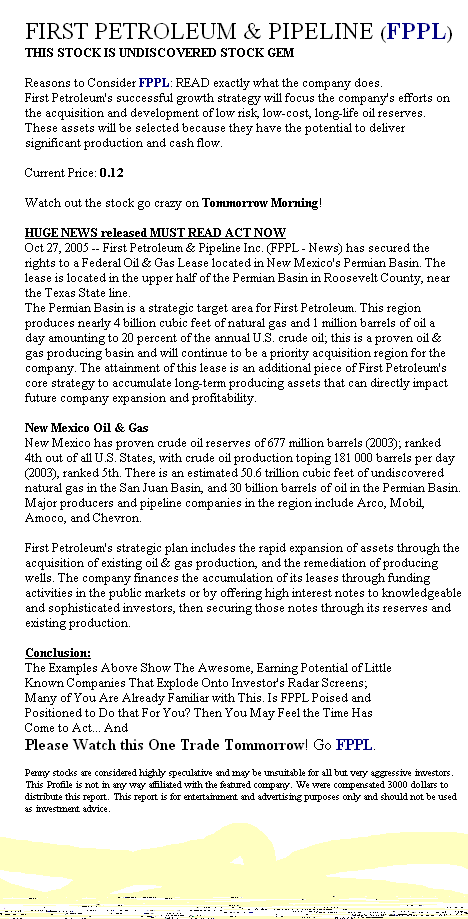 FIRST PETROLEUM & PIPELINE (FPPL)
THIS STOCK IS UNDISCOVERED STOCK GEM
Reasons to Consider FPPL: READ exactly what the company does.
First Petroleum's successful growth strategy will focus the company's efforts on
the acquisition and development of low risk, low-cost, long-life oil reserves.
These assets will be selected because they have the potential to deliver
significant production and cash flow.
Current Price: 0.12
Watch out the stock go crazy on Tommorrow Morning!
HUGE NEWS released MUST READ ACT NOW
Oct 27, 2005 -- First Petroleum & Pipeline Inc. (FPPL - News) has secured the
rights to a Federal Oil & Gas Lease located in New Mexico's Permian Basin. The
lease is located in the upper half of the Permian Basin in Roosevelt County, near
the Texas State line.
The Permian Basin is a strategic target area for First Petroleum. This region
produces nearly 4 billion cubic feet of natural gas and 1 million barrels of oil a
day amounting to 20 percent of the annual U.S. crude oil; this is a proven oil &
gas producing basin and will continue to be a priority acquisition region for the
company. The attainment of this lease is an additional piece of First Petroleum's
core strategy to accumulate long-term producing assets that can directly impact
future company expansion and profitability.
New Mexico Oil & Gas
New Mexico has proven crude oil reserves of 677 million barrels (2003); ranked
4th out of all U.S. States, with crude oil production toping 181 000 barrels per day
(2003), ranked 5th. There is an estimated 50.6 trillion cubic feet of undiscovered
natural gas in the San Juan Basin, and 30 billion barrels of oil in the Permian Basin.
Major producers and pipeline companies in the region include Arco, Mobil,
Amoco, and Chevron.
First Petroleum's strategic plan includes the rapid expansion of assets through the
acquisition of existing oil & gas production, and the remediation of producing
wells. The company finances the accumulation of its leases through funding
activities in the public markets or by offering high interest notes to knowledgeable
and sophisticated investors, then securing those notes through its reserves and
existing production.
Conclusion:
The Examples Above Show The Awesome, Earning Potential of Little
Known Companies That Explode Onto Investor's Radar Screens;
Many of You Are Already Familiar with This. Is FPPL Poised and
Positioned to Do that For You? Then You May Feel the Time Has
Come to Act... And
Please Watch this One Trade Tommorrow! Go FPPL.
Penny stocks are considered highly speculative and may be unsuitable for all but very aggressive investors.
This Profile is not in any way affiliated with the featured company. We were compensated 3000 dollars to
distribute this report. This report is for entertainment and advertising purposes only and should not be used
as investment advice.